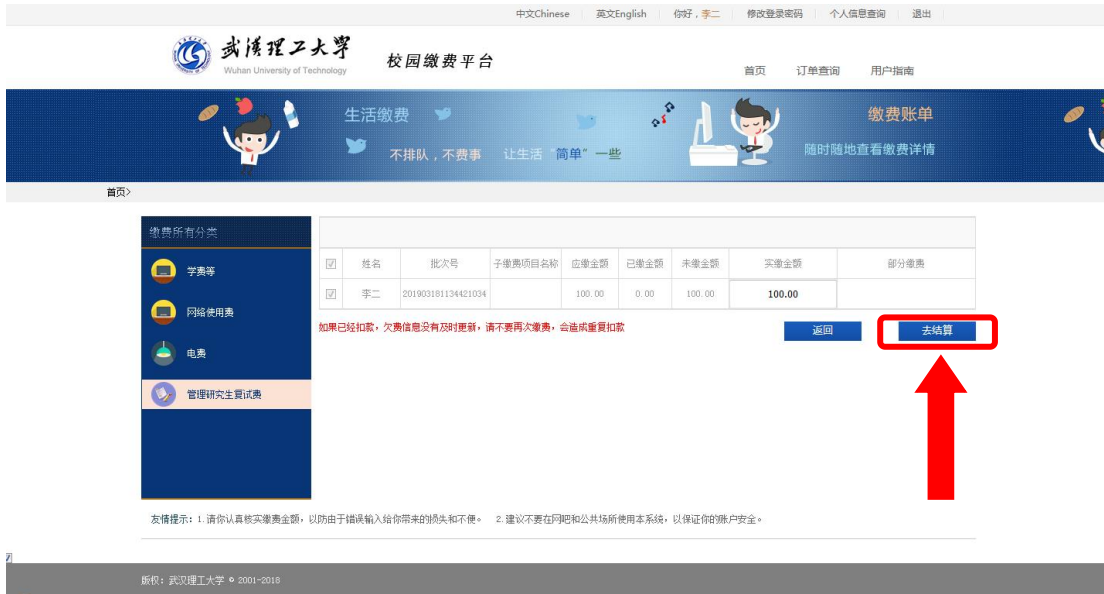 中文Chinese 英文English 你好，李二 修改登录密码 个人信息查询 退出
武漢理工大学
Wuhan University of Technology
校园缴费平台
首页 订单查询 用户指南
生活缴费
不排队，不费事 让生活“简单”一些
缴费账单
随时随地查看缴费详情
首页>
缴费所有分类
学费等
网络使用费
电费
管理研究生复试费
姓名 批次号 子缴费项目名称 应缴金额 已缴金额 未缴金额 实缴金额 部分缴费
李二 201903181134421034 100.00 0.00 100.00 100.00
如果已经扣款，欠费信息没有及时更新，请不要再次缴费，会造成重复扣款
返回 去结算
友情提示：1.请你认真核实缴费金额，以防由于错误输入给你带来的损失和不便。 2.建议不要在网吧和公共场所使用本系统，以保证你的账户安全。
版权：武汉理工大学 © 2001-2018